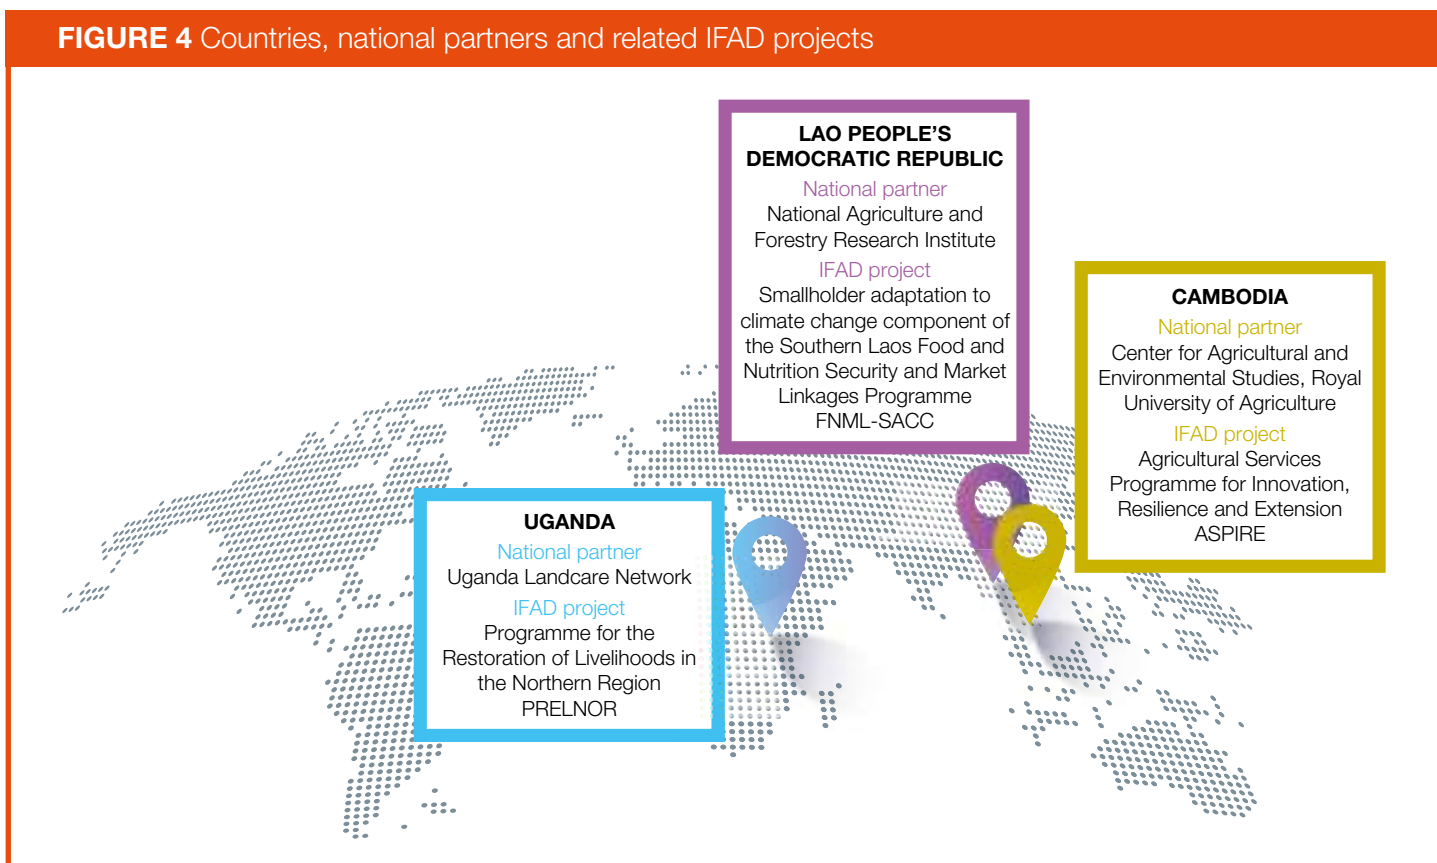 FIGURE 4 Countries, national partners and related IFAD projects
LAO PEOPLE’S
DEMOCRATIC REPUBLIC
National partner
National Agriculture and
Forestry Research Institute
IFAD project
Smallholder adaptation to
climate change component of
the Southern Laos Food and
Nutrition Security and Market
Linkages Programme
FNML-SACC
CAMBODIA
National partner
Center for Agricultural and
Environmental Studies, Royal
University of Agriculture
IFAD project
Agricultural Services
Programme for Innovation,
Resilience and Extension
ASPIRE
UGANDA
National partner
Uganda Landcare Network
IFAD project
Programme for the
Restoration of Livelihoods in
the Northern Region
PRELNOR